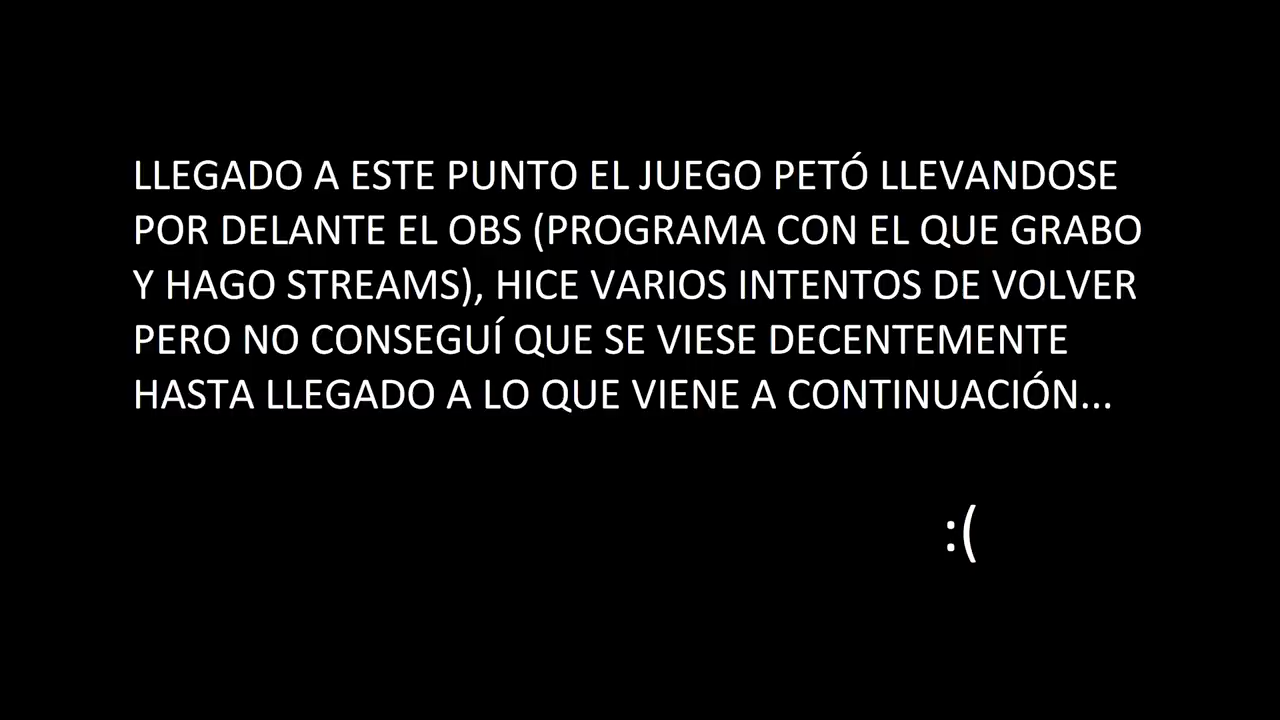 LLEGADO A ESTE PUNTO EL JUEGO PETÓ LLEVANDOSE
POR DELANTE EL OBS (PROGRAMA CON EL QUE GRABO
Y HAGO STREAMS), HICE VARIOS INTENTOS DE VOLVER
PERO NO CONSEGUÍ QUE SE VIESE DECENTEMENTE
HASTA LLEGADO A LO QUE VIENE A CONTINUACIÓN...
:(